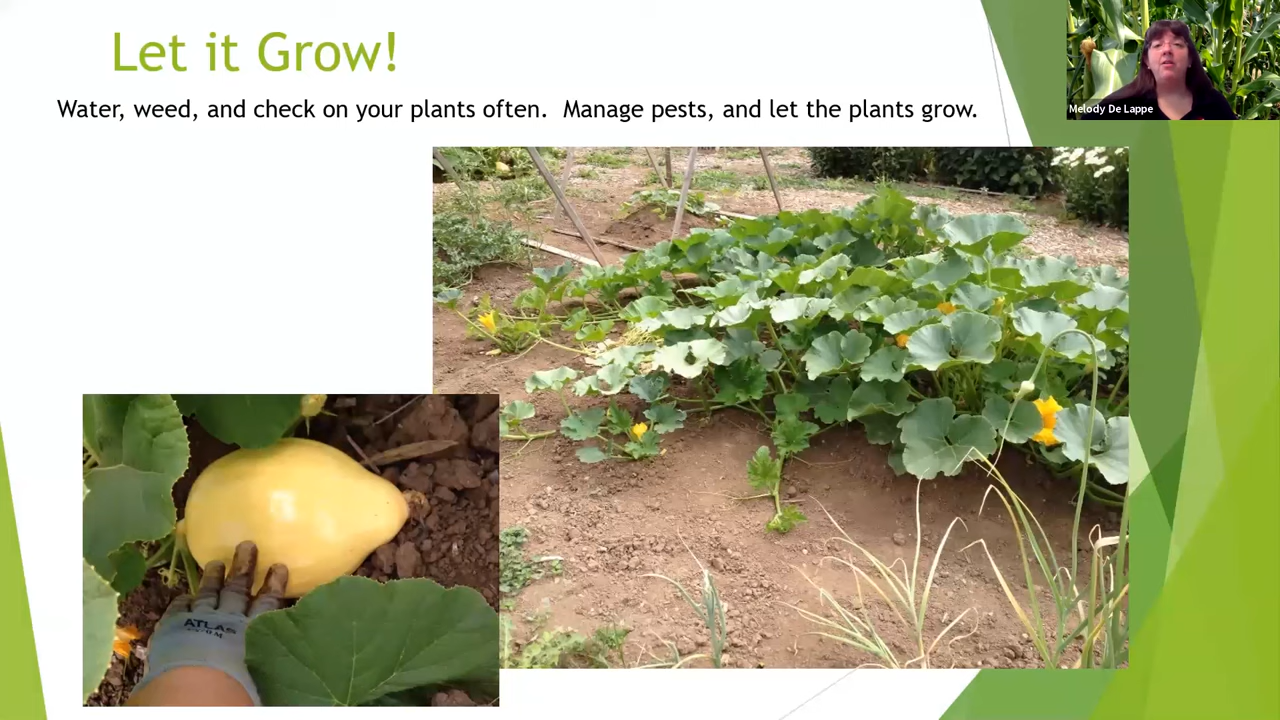 Let it Grow!
Water, weed, and check on your plants often.  Manage pests, and let the plants grow.
Melody De Lappe
ATLAS